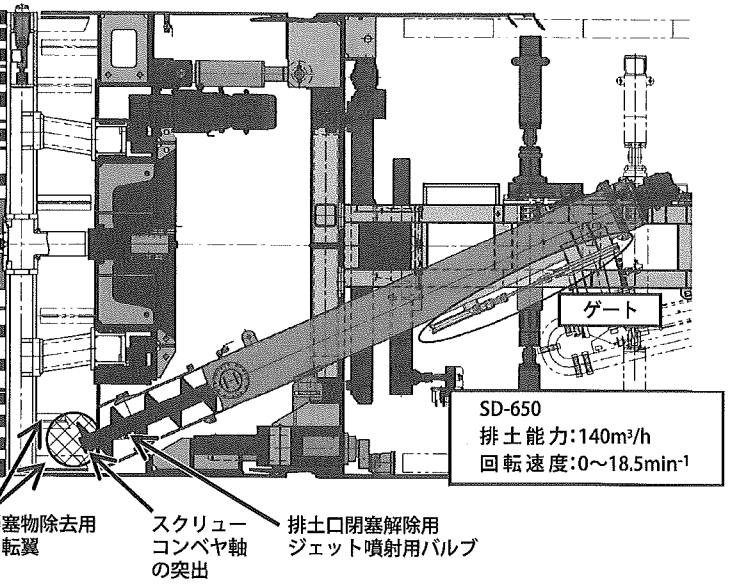 ゲート
SD-650
排土能力:140m³/h
回転速度:0～18.5min⁻¹
塞物除去用
転翼
スクリュー
コンベヤ軸
の突出
排土口閉塞解除用
ジェット噴射用バルブ